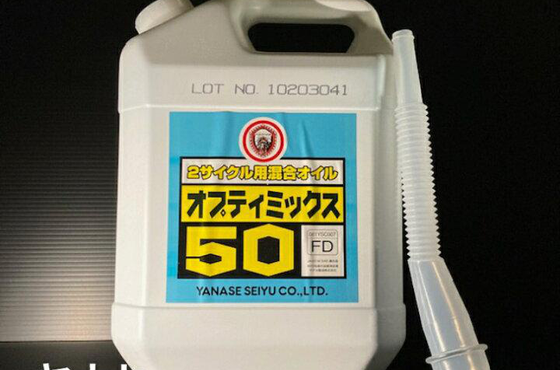 LOT NO. 10203041
2サイクル用混合オイル
オプティミックス
50
FD
YANASE SEIYU CO.,LTD.